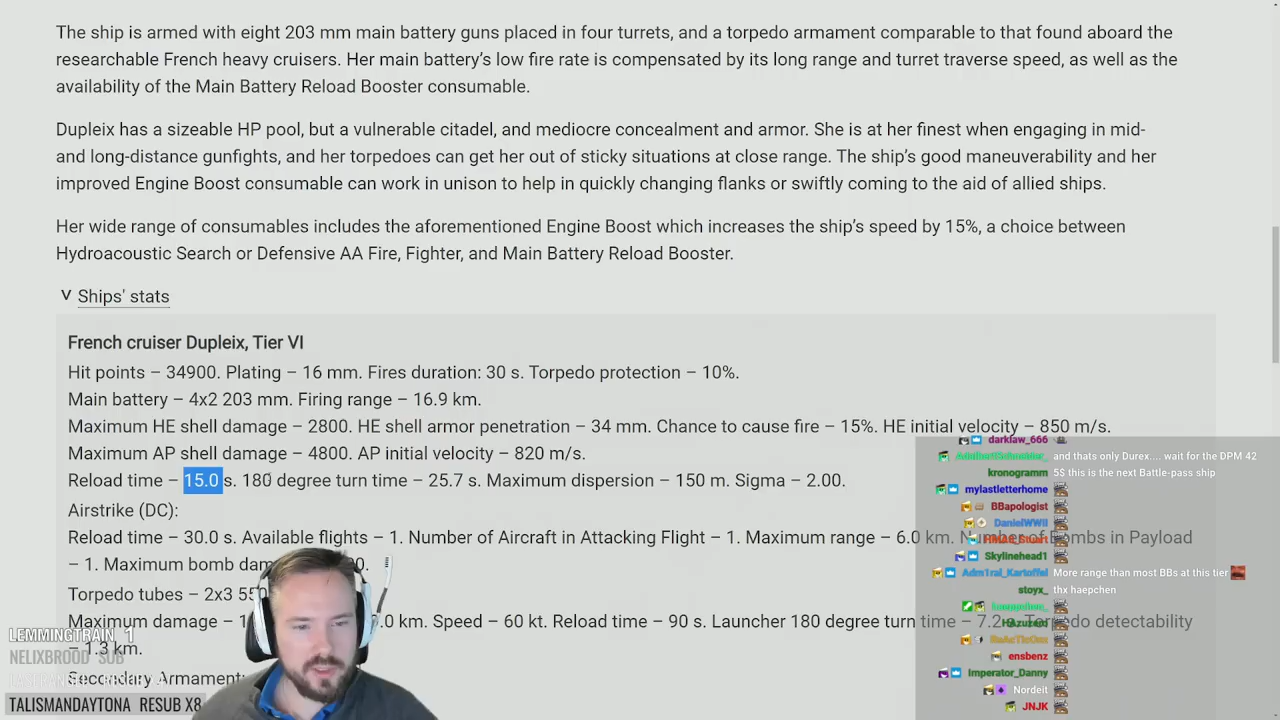 The ship is armed with eight 203 mm main battery guns placed in four turrets, and a torpedo armament comparable to that found aboard the
researchable French heavy cruisers. Her main battery’s low fire rate is compensated by its long range and turret traverse speed, as well as the
availability of the Main Battery Reload Booster consumable.
Dupleix has a sizeable HP pool, but a vulnerable citadel, and mediocre concealment and armor. She is at her finest when engaging in mid-
and long-distance gunfights, and her torpedoes can get her out of sticky situations at close range. The ship’s good maneuverability and her
improved Engine Boost consumable can work in unison to help in quickly changing flanks or swiftly coming to the aid of allied ships.
Her wide range of consumables includes the aforementioned Engine Boost which increases the ship’s speed by 15%, a choice between
Hydroacoustic Search or Defensive AA Fire, Fighter, and Main Battery Reload Booster.
Ships' stats
French cruiser Dupleix, Tier VI
Hit points – 34900. Plating – 16 mm. Fires duration: 30 s. Torpedo protection – 10%.
Main battery – 4x2 203 mm. Firing range – 16.9 km.
Maximum HE shell damage – 2800. HE shell armor penetration – 34 mm. Chance to cause fire – 15%. HE initial velocity – 850 m/s.
Maximum AP shell damage – 4800. AP initial velocity – 820 m/s.
Reload time – 15.0 s. 180 degree turn time – 25.7 s. Maximum dispersion – 150 m. Sigma – 2.00.
Airstrike (DC):
Reload time – 30.0 s. Available flights – 1. Number of Aircraft in Attacking Flight – 1. Maximum range – 6.0 km. Bombs in Payload
– 1. Maximum bomb
Torpedo tubes – 2x3
Maximum damage – .0 km. Speed – 60 kt. Reload time – 90 s. Launcher 180 degree turn time – 7.2 detectability
– 1.3 km.
Secondary Armament:
darklaw_666
and thats only Durex.... wait for the DPM 42
kronogramm 5S this is the next Battle-pass ship
mylastletterhome
BBapologist
DanielWWII
Skylinehead1
Adm1ral_Kartoffel More range than most BBs at this tier
stoyx_ thx haepchen
ensbenz
Imperator_Danny
Nordeit
JNJK
LEMMINGTRAIN 1
NELIXBROOD SUB
TALISMANDAYTONA RESUB X8